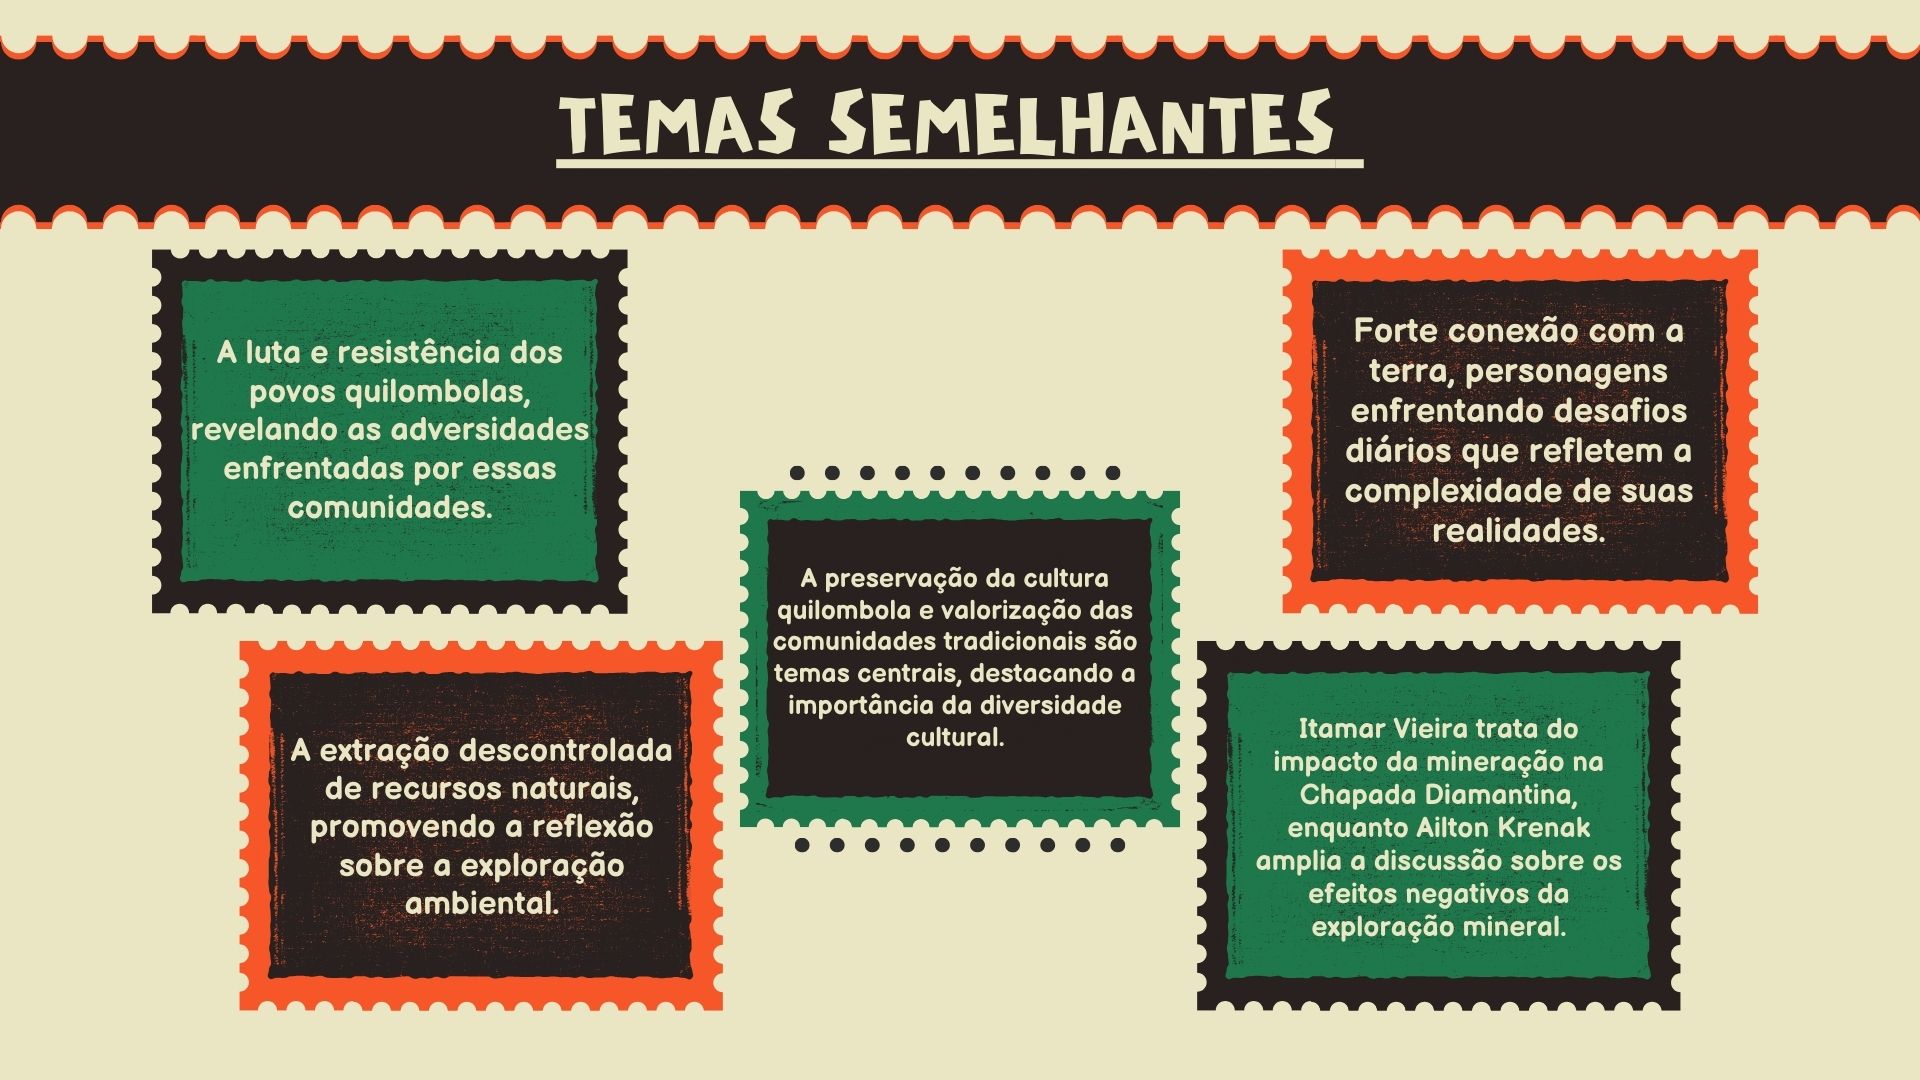 TEMAS SEMELHANTES
A luta e resistência dos
povos quilombolas,
revelando as adversidades
enfrentadas por essas
comunidades.
Forte conexão com a
terra, personagens
enfrentando desafios
diários que refletem a
complexidade de suas
realidades.
A preservação da cultura
quilombola e valorização das
comunidades tradicionais são
temas centrais, destacando a
importância da diversidade
cultural.
A extração descontrolada
de recursos naturais,
promovendo a reflexão
sobre a exploração
ambiental.
Itamar Vieira trata do
impacto da mineração na
Chapada Diamantina,
enquanto Ailton Krenak
amplia a discussão sobre os
efeitos negativos da
exploração mineral.